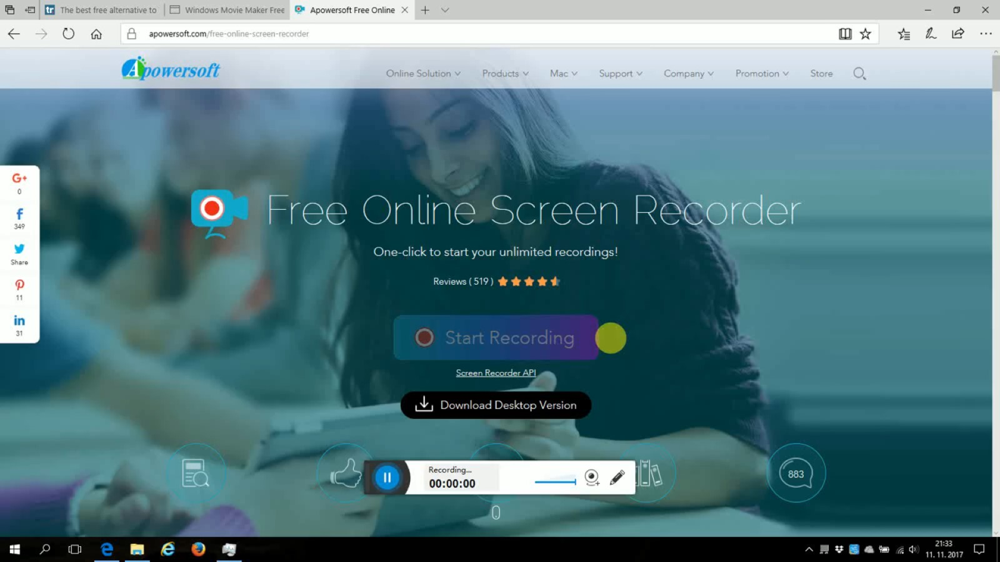 The best free alternative to
Windows Movie Maker Free
Apowersoft Free Online
apowersoft.com/free-online-screen-recorder
Apowersoft
Online Solution
Products
Mac
Support
Company
Promotion
Store
G+
0
349
Share
11
in
31
Free Online Screen Recorder
One-click to start your unlimited recordings!
Reviews ( 519 )
Start Recording
Screen Recorder API
Download Desktop Version
883
Recording...
00:00:00
21:33
11. 11. 2017